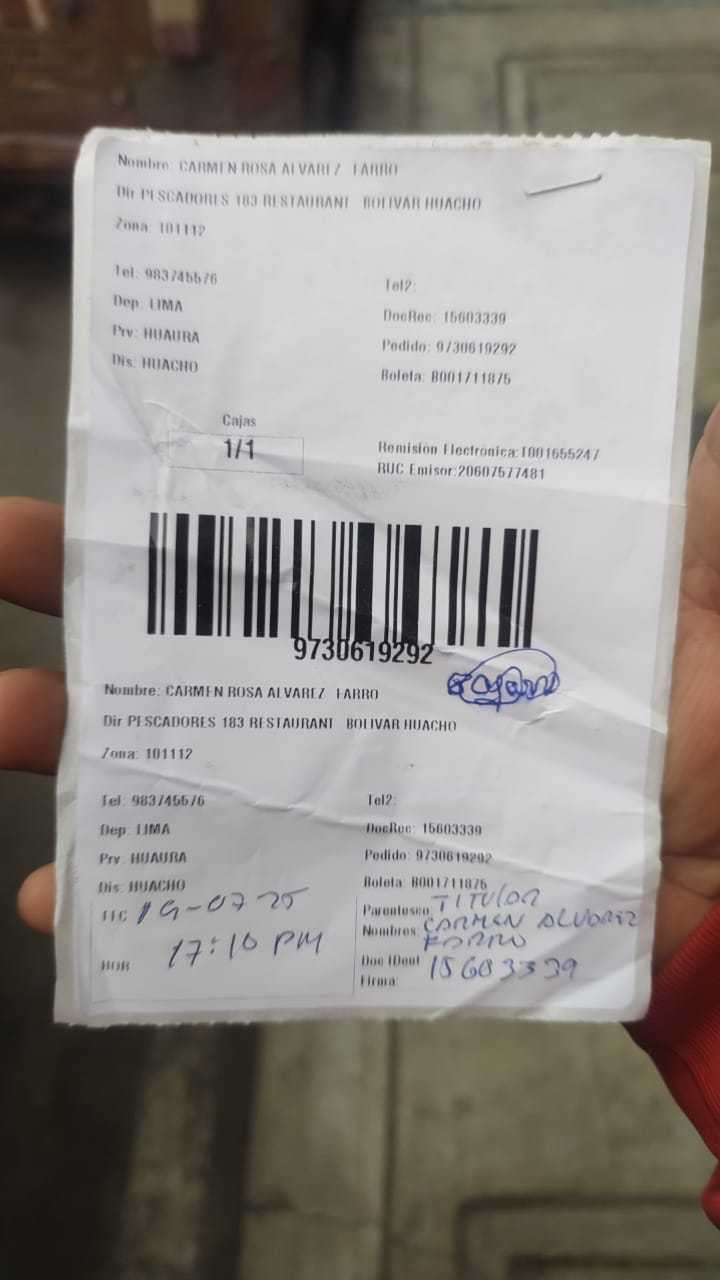 Nombre: CARMEN ROSA ALVAREZ FARRO
Dir PESCADORES 183 RESTAURANT BOLIVAR HUACHO
Zona: 101112
Tel: 983745576
Tel2:
Dep: LIMA
DocRec: 15603339
Prv: HUAURA
Pedido: 9730619292
Dis: HUACHO
Boleta: B001711875
Cajas
1/1
Remisión Electrónica:T001655247
RUC Emisor:20607577481
9730619292
Nombre: CARMEN ROSA ALVAREZ FARRO
Dir PESCADORES 183 RESTAURANT BOLIVAR HUACHO
Zona: 101112
Tel: 983745576
Tel2:
Dep: LIMA
DocRec: 15603339
Prv: HUAURA
Pedido: 9730619292
Dis: HUACHO
Boleta: B001711875
FEC 19-07-25
Parentesco: TITULAR
Nombres: CARMEN ALVAREZ
FARRO
HOR 17:10 PM
Doc IDent 15603339
Firma: